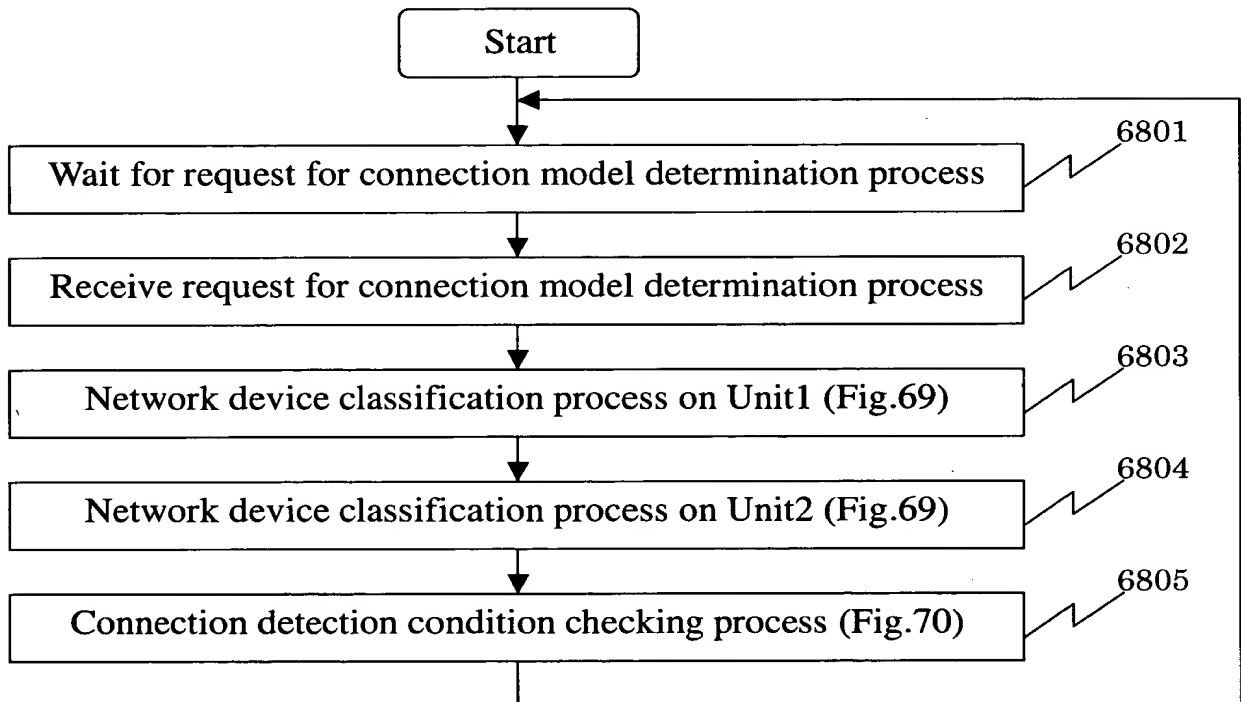 Start
6801
Wait for request for connection model determination process
6802
Receive request for connection model determination process
6803
Network device classification process on Unit1 (Fig.69)
6804
Network device classification process on Unit2 (Fig.69)
6805
Connection detection condition checking process (Fig.70)